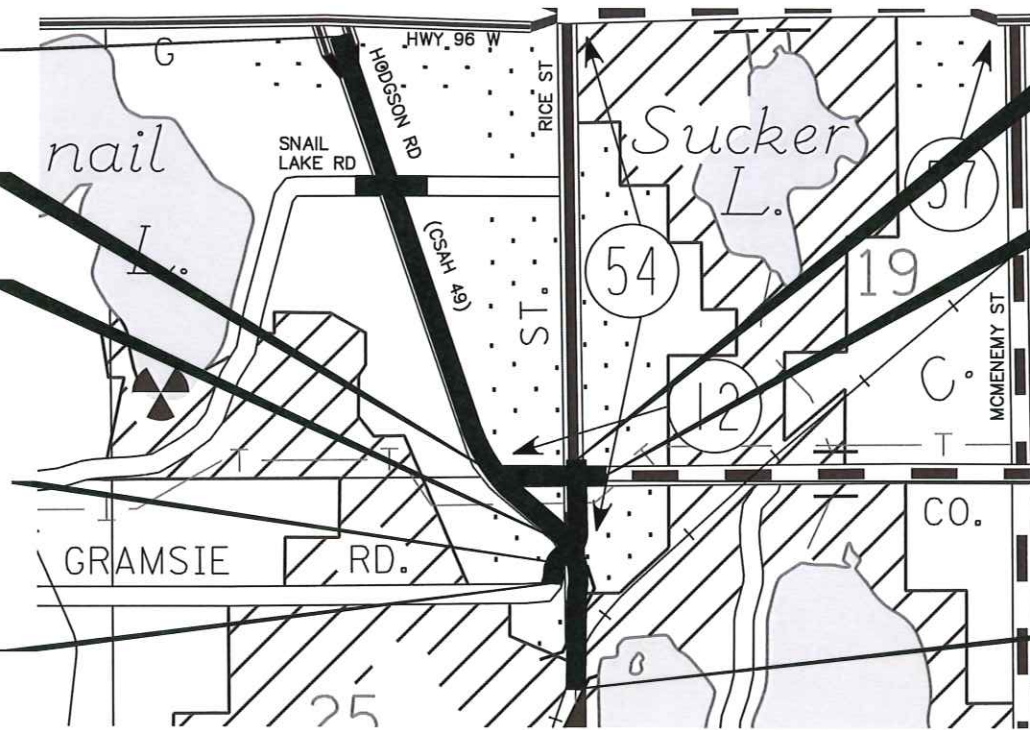 G
HWY 96 W
HODGSON RD
RICE ST
nail
L.
SNAIL
LAKE RD
Sucker
L.
57
(CSAH 49)
ST.
54
19
MCMENEMY ST
12
C.
T
T
T
T
CO.
GRAMSIE RD.
25